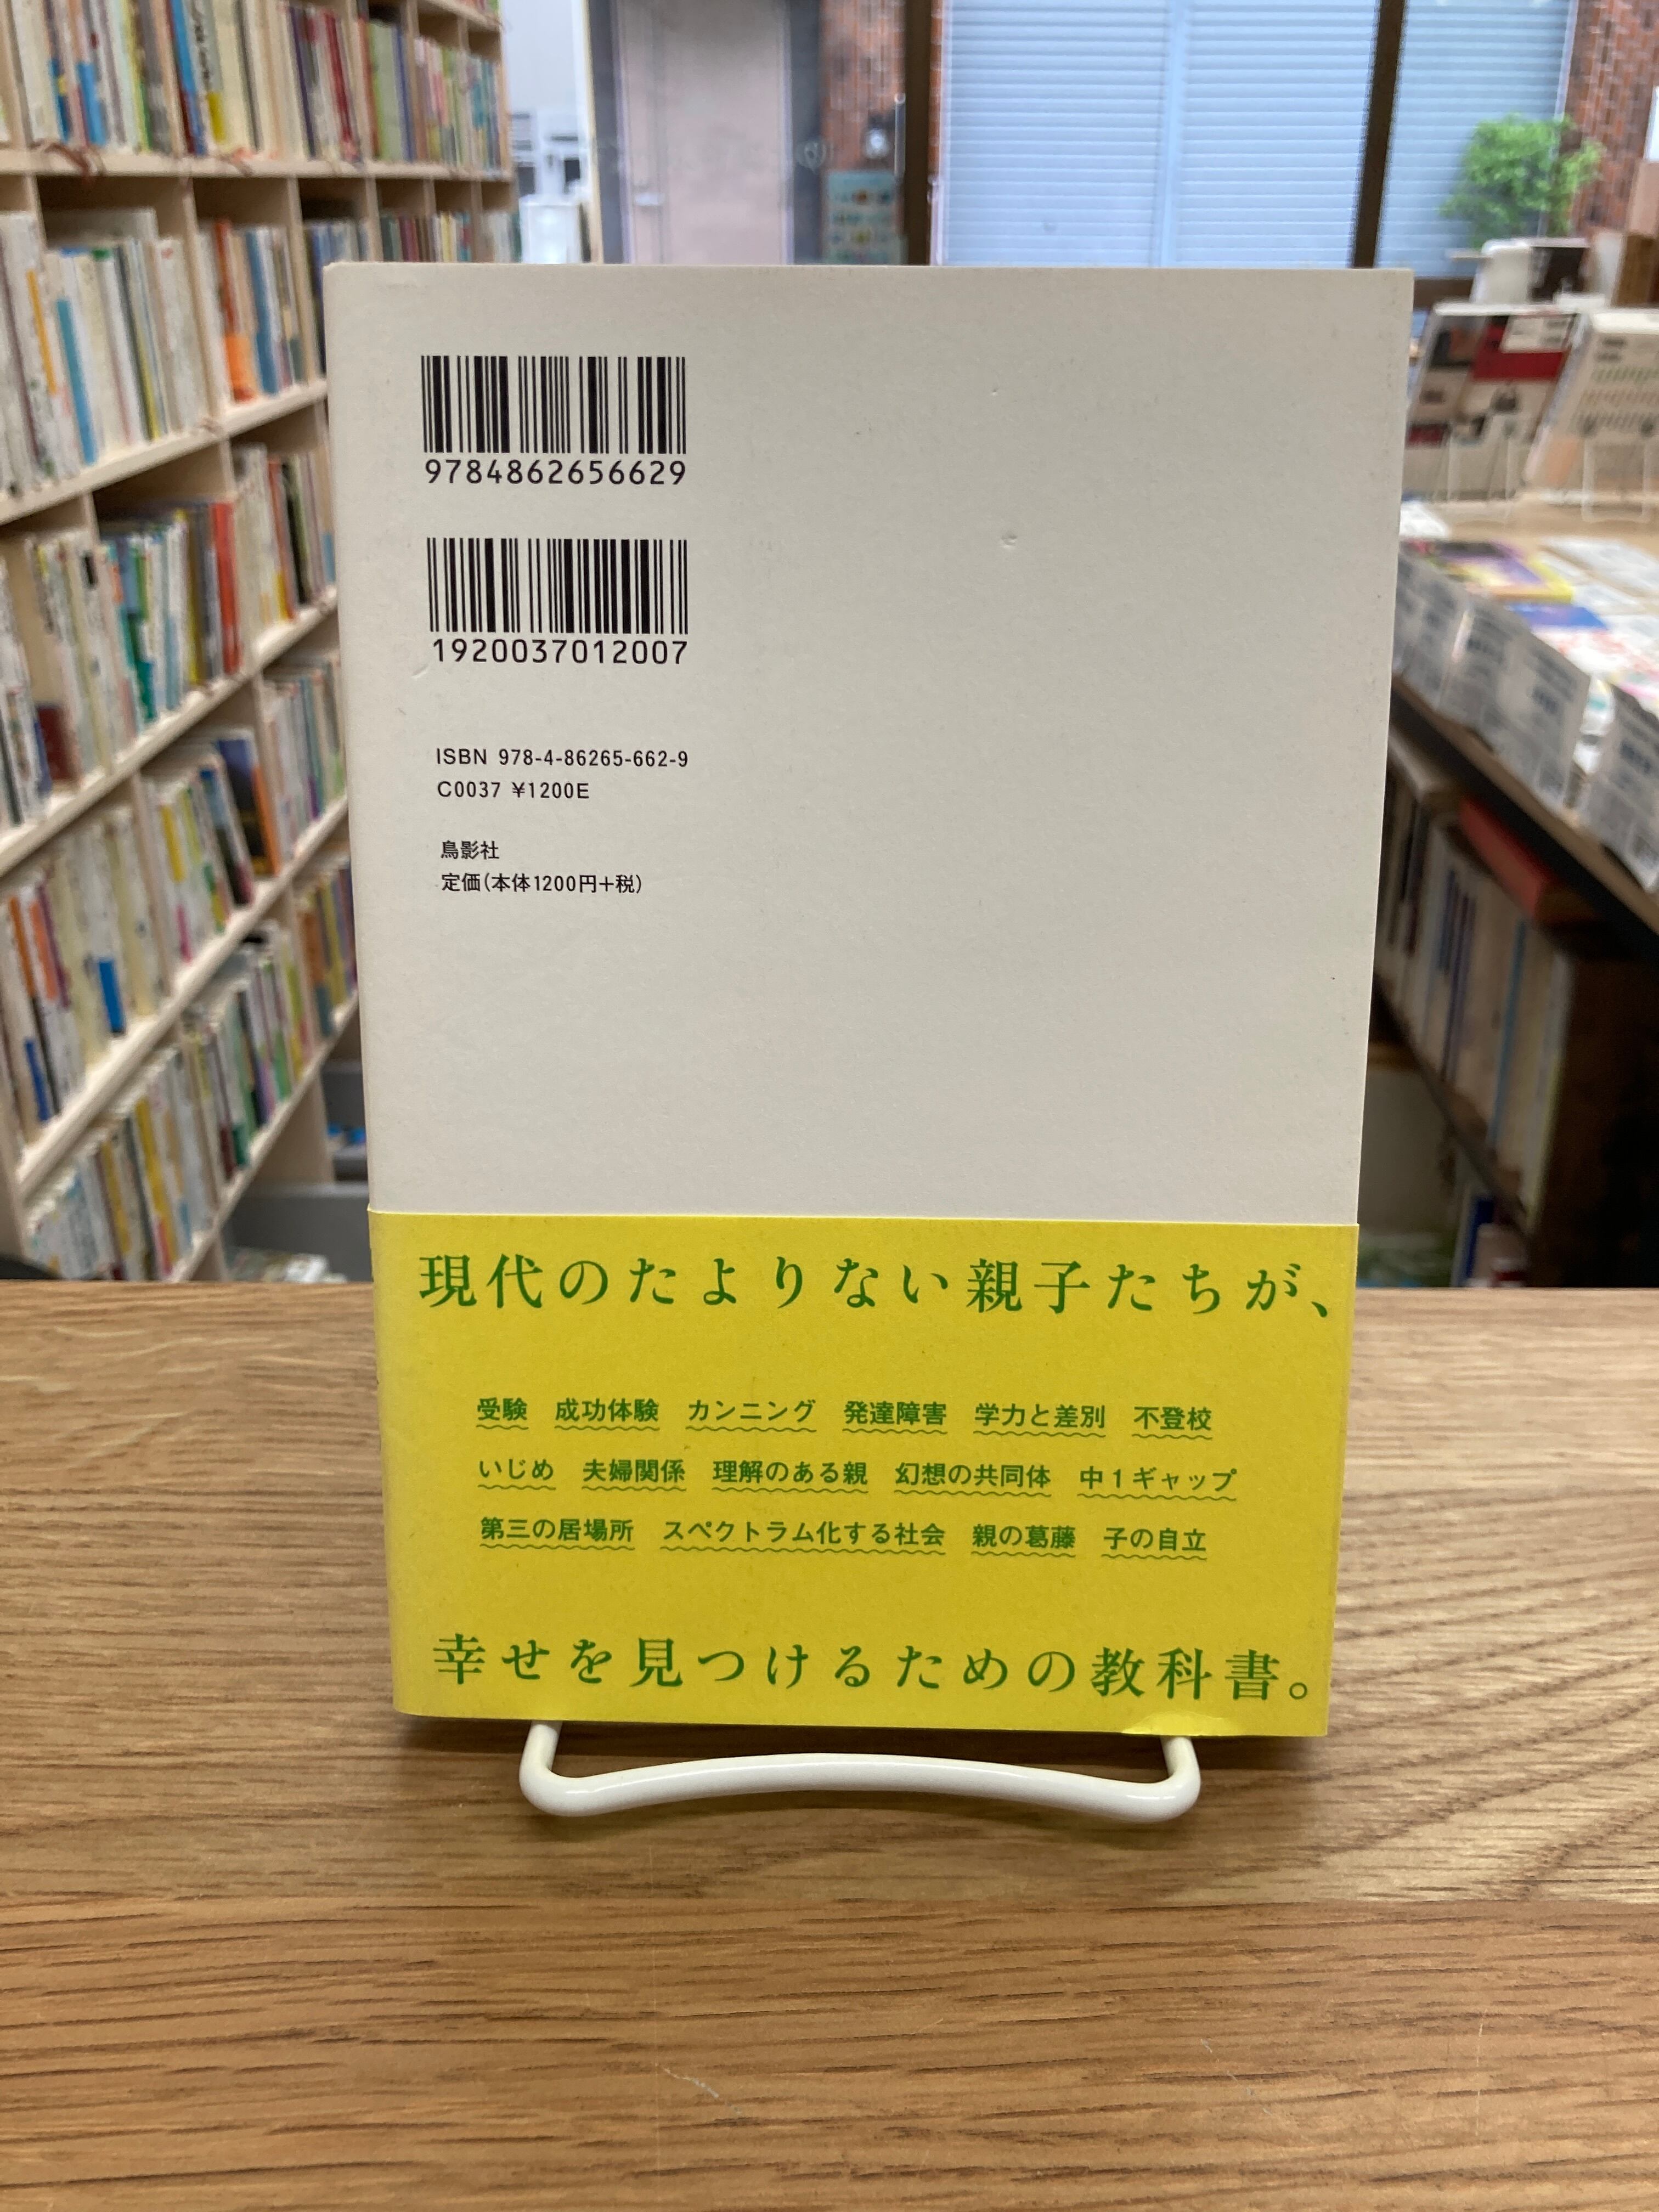 9784862656629
1920037012007
ISBN 978-4-86265-662-9
C0037 ¥1200E
鳥影社
定価(本体1200円+税)
現代のたよりない親子たちが、
受験 成功体験 カンニング 発達障害 学力と差別 不登校
いじめ 夫婦関係 理解のある親 幻想の共同体 中1ギャップ
第三の居場所 スペクトラム化する社会 親の葛藤 子の自立
幸せを見つけるための教科書。